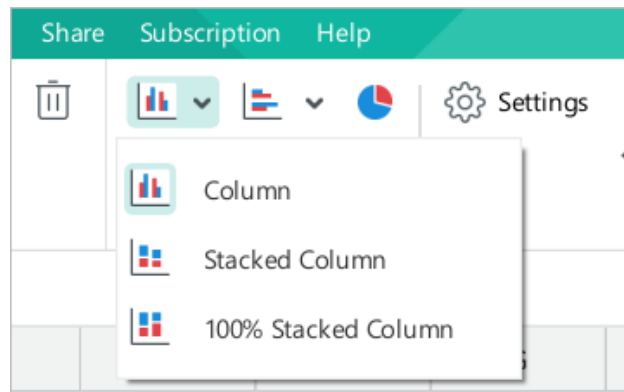 Share Subscription Help
Settings
Column
Stacked Column
100% Stacked Column